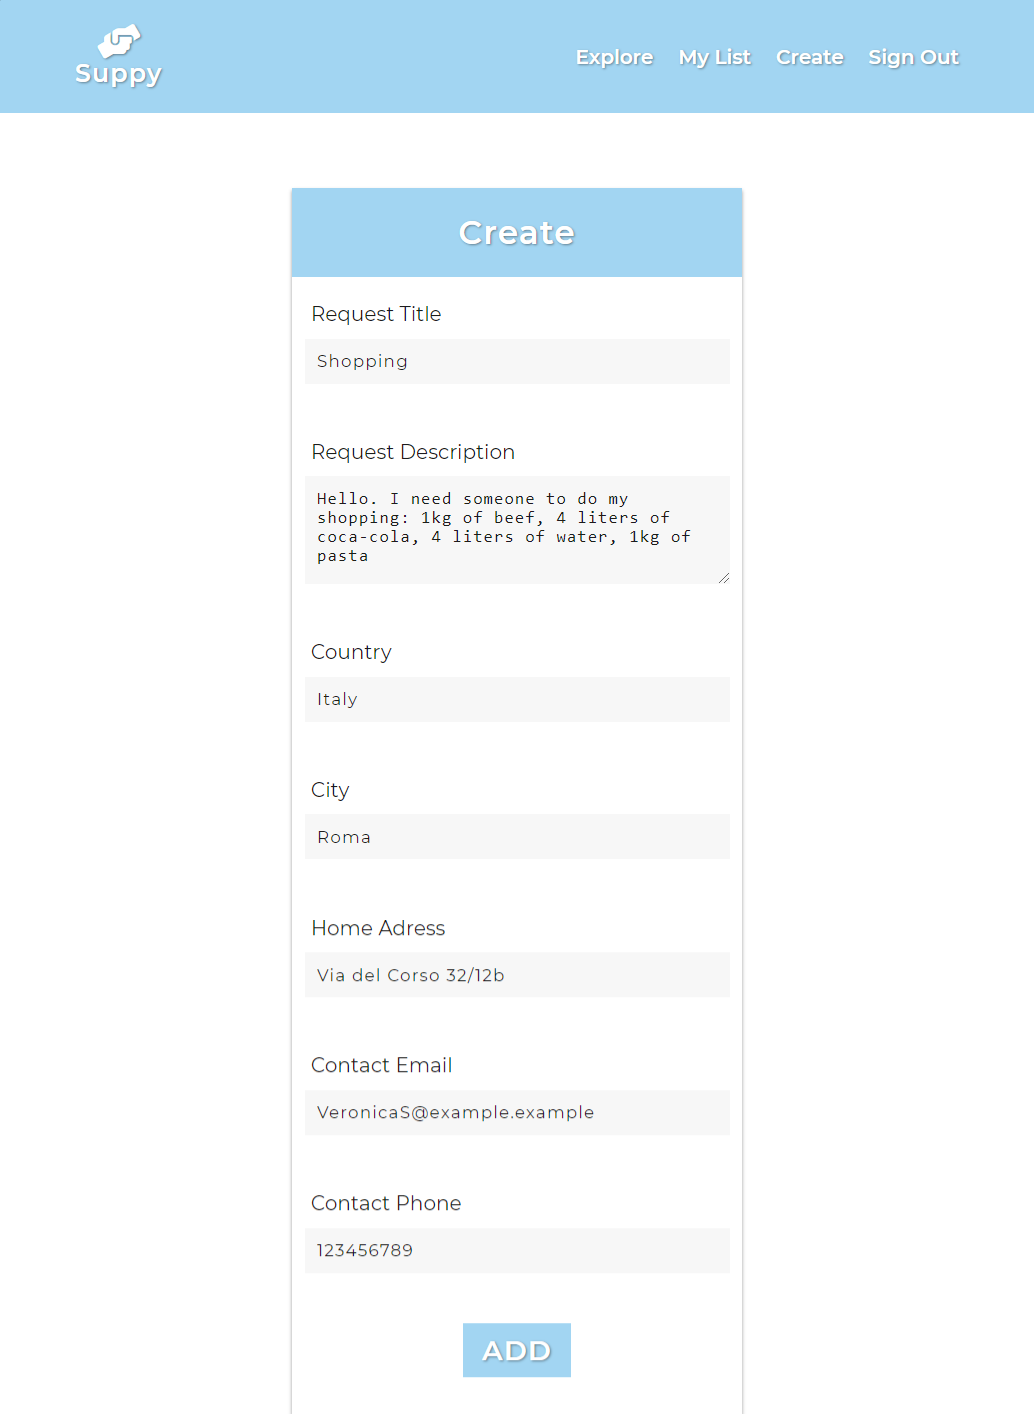 Suppy
Explore My List Create Sign Out
Create
Request Title
Shopping
Request Description
Hello. I need someone to do my
shopping: 1kg of beef, 4 liters of
coca-cola, 4 liters of water, 1kg of
pasta
Country
Italy
City
Roma
Home Adress
Via del Corso 32/12b
Contact Email
VeronicaS@example.example
Contact Phone
123456789
ADD